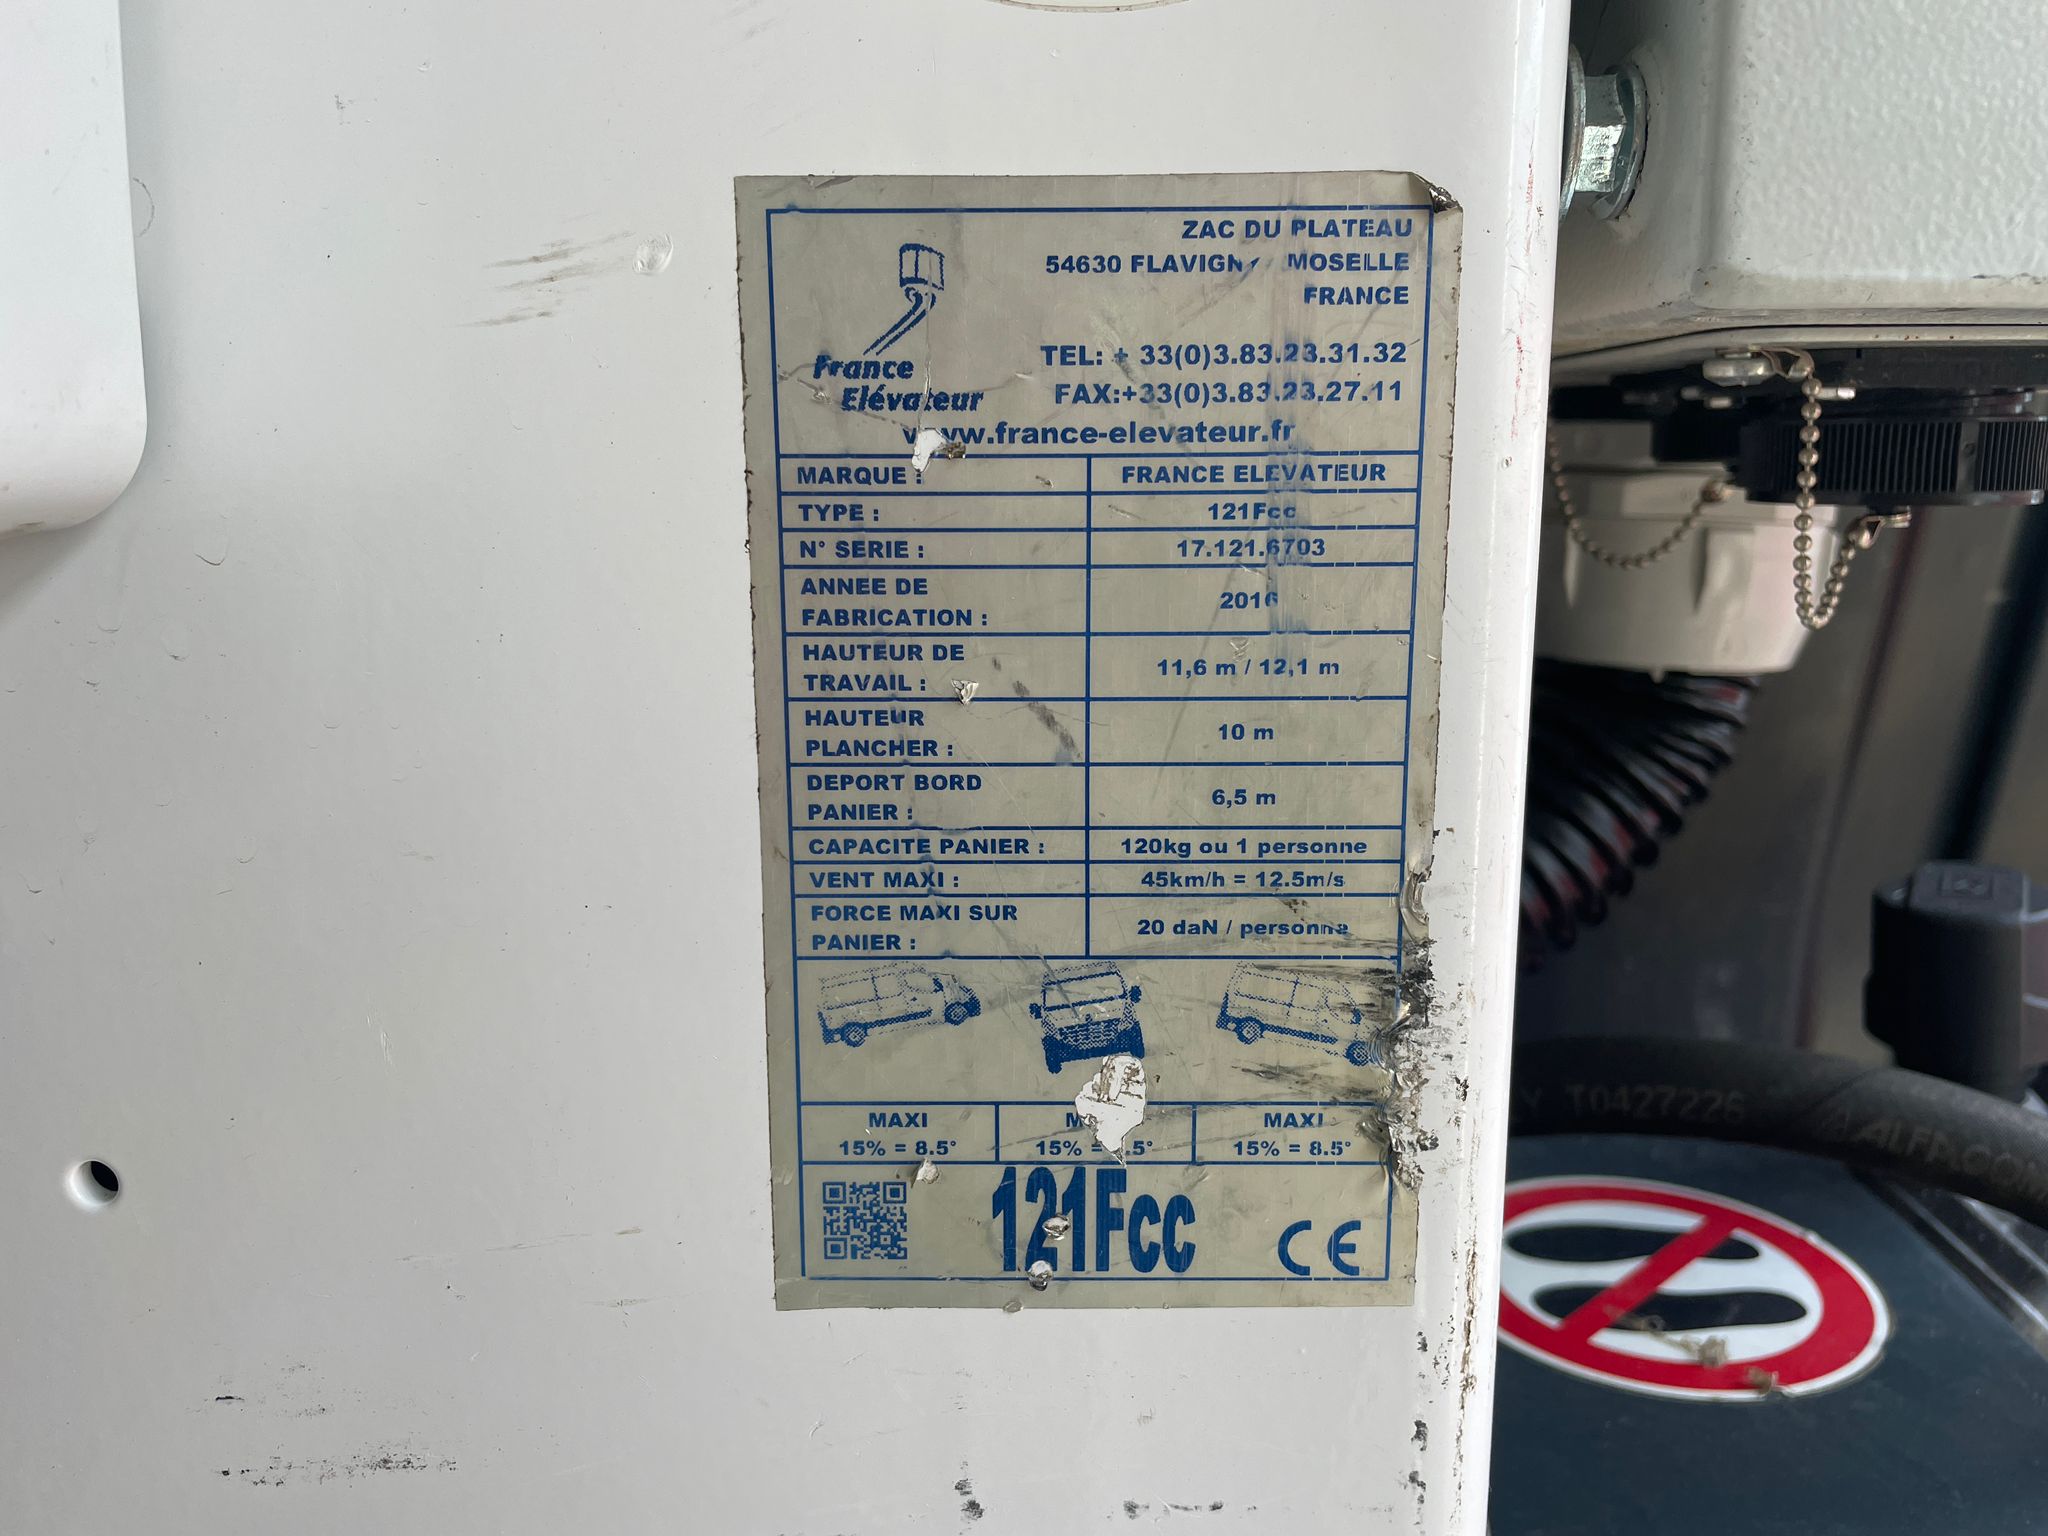 ZAC DU PLATEAU
54630 FLAVIGNY MOSELLE
FRANCE
France
Elévateur
TEL: + 33(0)3.83.23.31.32
FAX:+33(0)3.83.23.27.11
www.france-elevateur.fr
MARQUE : FRANCE ELEVATEUR
TYPE : 121Fcc
N° SERIE : 17.121.6703
ANNEE DE
FABRICATION : 2016
HAUTEUR DE
TRAVAIL : 11,6 m / 12,1 m
HAUTEUR
PLANCHER : 10 m
DEPORT BORD
PANIER : 6,5 m
CAPACITE PANIER : 120kg ou 1 personne
VENT MAXI : 45km/h = 12.5m/s
FORCE MAXI SUR
PANIER : 20 daN / personne
MAXI
15% = 8.5°
15% =
MAXI
15% = 8.5°
121Fcc
CE
T0427226
ALFAGOMM